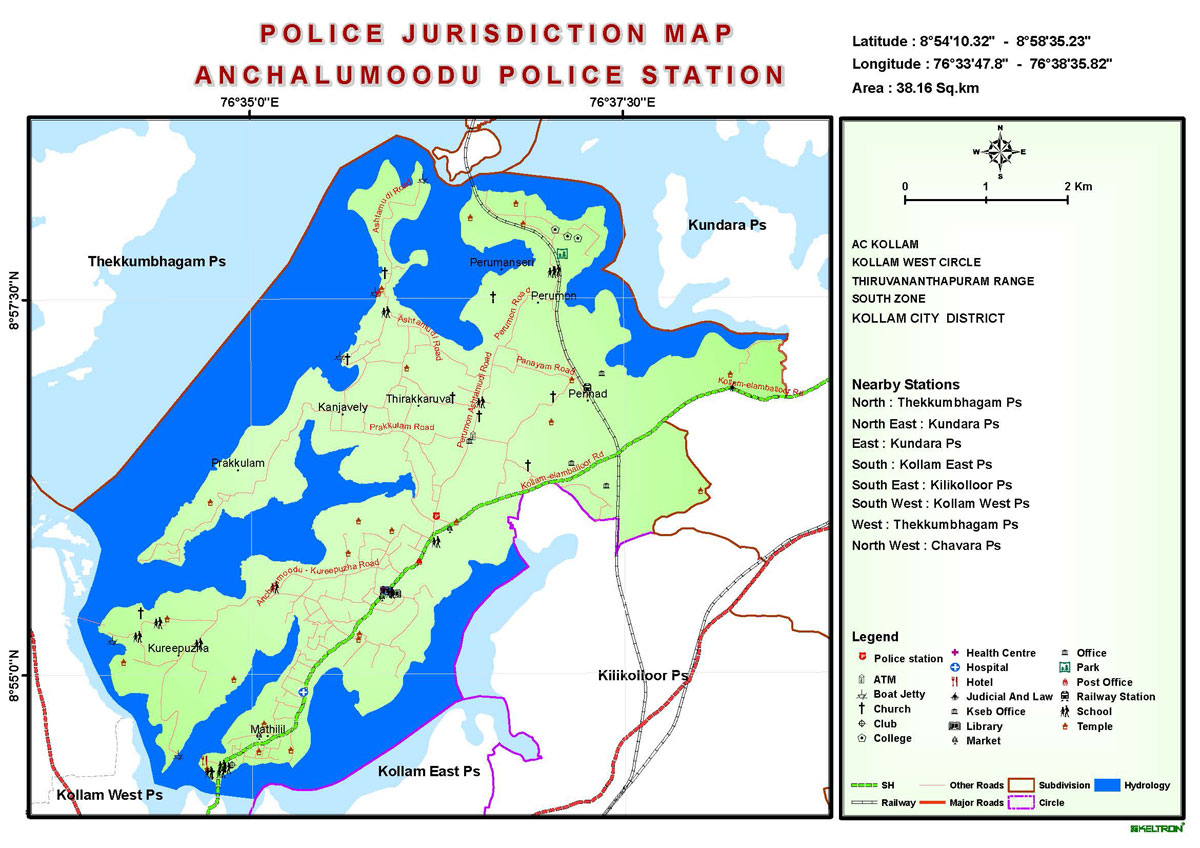 POLICE JURISDICTION MAP
ANCHALUMOODU POLICE STATION
Latitude : 8°54'10.32" - 8°58'35.23"
Longitude : 76°33'47.8" - 76°38'35.82"
Area : 38.16 Sq.km
76°35'0"E
76°37'30"E
8°57'30"N
8°55'0"N
Thekkumbhagam Ps
Kundara Ps
Ashtamudi Road
Perumanseri
Perumon
Perumon Road
Ashtamudi Road
Perumon Ashtamudi Road
Panayam Road
Perinad
Kollam-elamballoor Rd
Thirakkaruva
Kanjavely
Prakkulam Road
Prakkulam
Kollam-elamballoor Rd
Anchalumoodu - Kureepuzha Road
Kureepuzha
Mathilil
Kilikolloor Ps
Kollam East Ps
Kollam West Ps
N
W
E
S
0
1
2 Km
AC KOLLAM
KOLLAM WEST CIRCLE
THIRUVANANTHAPURAM RANGE
SOUTH ZONE
KOLLAM CITY DISTRICT
Nearby Stations
North : Thekkumbhagam Ps
North East : Kundara Ps
East : Kundara Ps
South : Kollam East Ps
South East : Kilikolloor Ps
South West : Kollam West Ps
West : Thekkumbhagam Ps
North West : Chavara Ps
Legend
Police station
ATM
Boat Jetty
Church
Club
College
Health Centre
Hospital
Hotel
Judicial And Law
Kseb Office
Library
Market
Office
Park
Post Office
Railway Station
School
Temple
SH
Railway
Other Roads
Major Roads
Subdivision
Circle
Hydrology
KELTRON